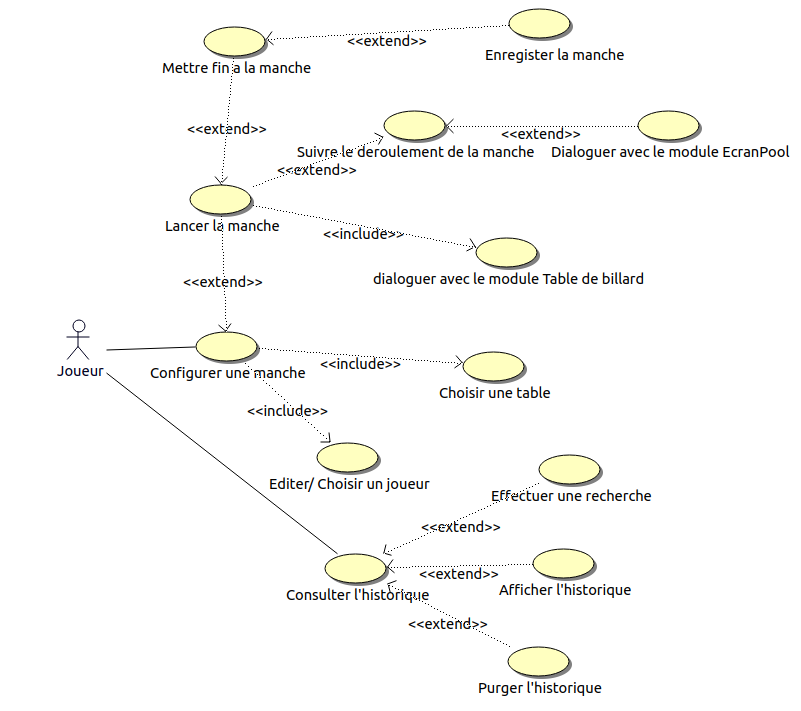 <<extend>>
Enregister la manche
Mettre fin a la manche
<<extend>>
<<extend>>
Suivre le deroulement de la manche
Dialoguer avec le module EcranPool
<<extend>>
Lancer la manche
<<include>>
dialoguer avec le module Table de billard
<<extend>>
Joueur
Configurer une manche
<<include>>
Choisir une table
<<include>>
Editer/ Choisir un joueur
Effectuer une recherche
<<extend>>
<<extend>>
Afficher l'historique
Consulter l'historique
<<extend>>
Purger l'historique